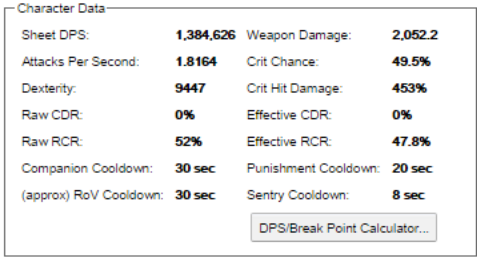 Character Data
Sheet DPS: 1,384,626 Weapon Damage: 2,052.2
Attacks Per Second: 1.8164 Crit Chance: 49.5%
Dexterity: 9447 Crit Hit Damage: 453%
Raw CDR: 0% Effective CDR: 0%
Raw RCR: 52% Effective RCR: 47.8%
Companion Cooldown: 30 sec Punishment Cooldown: 20 sec
(approx) RoV Cooldown: 30 sec Sentry Cooldown: 8 sec
DPS/Break Point Calculator...